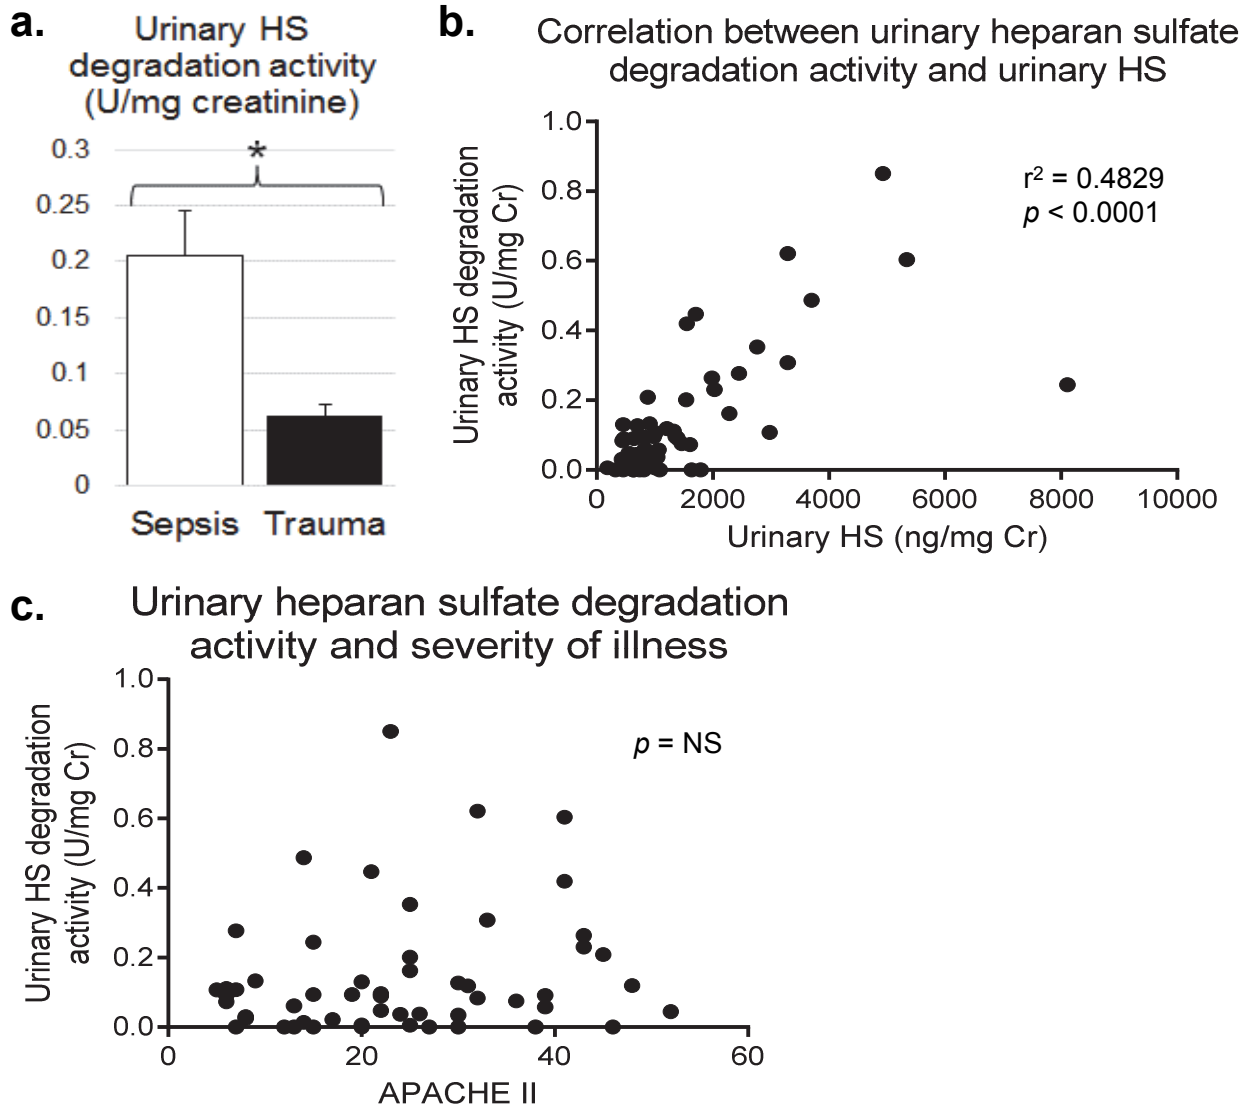 a.
Urinary HS
degradation activity
(U/mg creatinine)
0.3
0.25
0.2
0.15
0.1
0.05
0
*
Sepsis Trauma
b.
Correlation between urinary heparan sulfate
degradation activity and urinary HS
Urinary HS degradation
activity (U/mg Cr)
1.0
0.8
0.6
0.4
0.2
0.0
r² = 0.4829
p < 0.0001
0 2000 4000 6000 8000 10000
Urinary HS (ng/mg Cr)
c.
Urinary heparan sulfate degradation
activity and severity of illness
Urinary HS degradation
activity (U/mg Cr)
1.0
0.8
0.6
0.4
0.2
0.0
p = NS
0 20 40 60
APACHE II